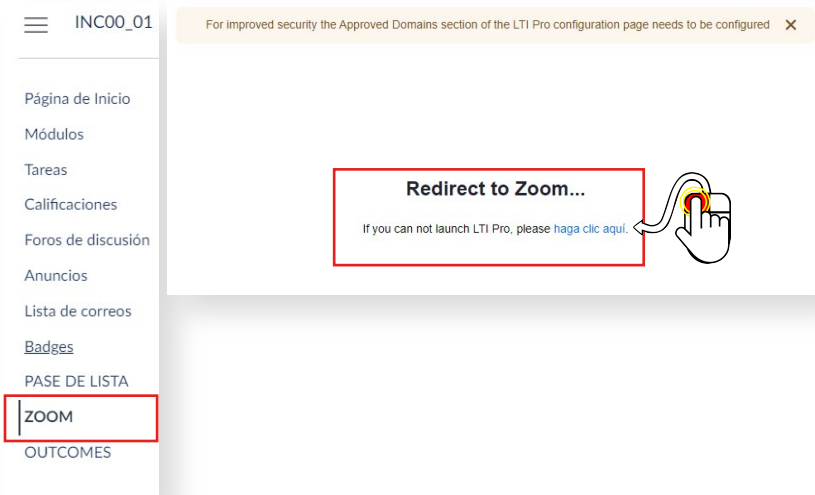 INC00_01
For improved security the Approved Domains section of the LTI Pro configuration page needs to be configured
Página de Inicio
Módulos
Tareas
Calificaciones
Foros de discusión
Anuncios
Lista de correos
Badges
PASE DE LISTA
ZOOM
OUTCOMES
Redirect to Zoom...
If you can not launch LTI Pro, please haga clic aquí.